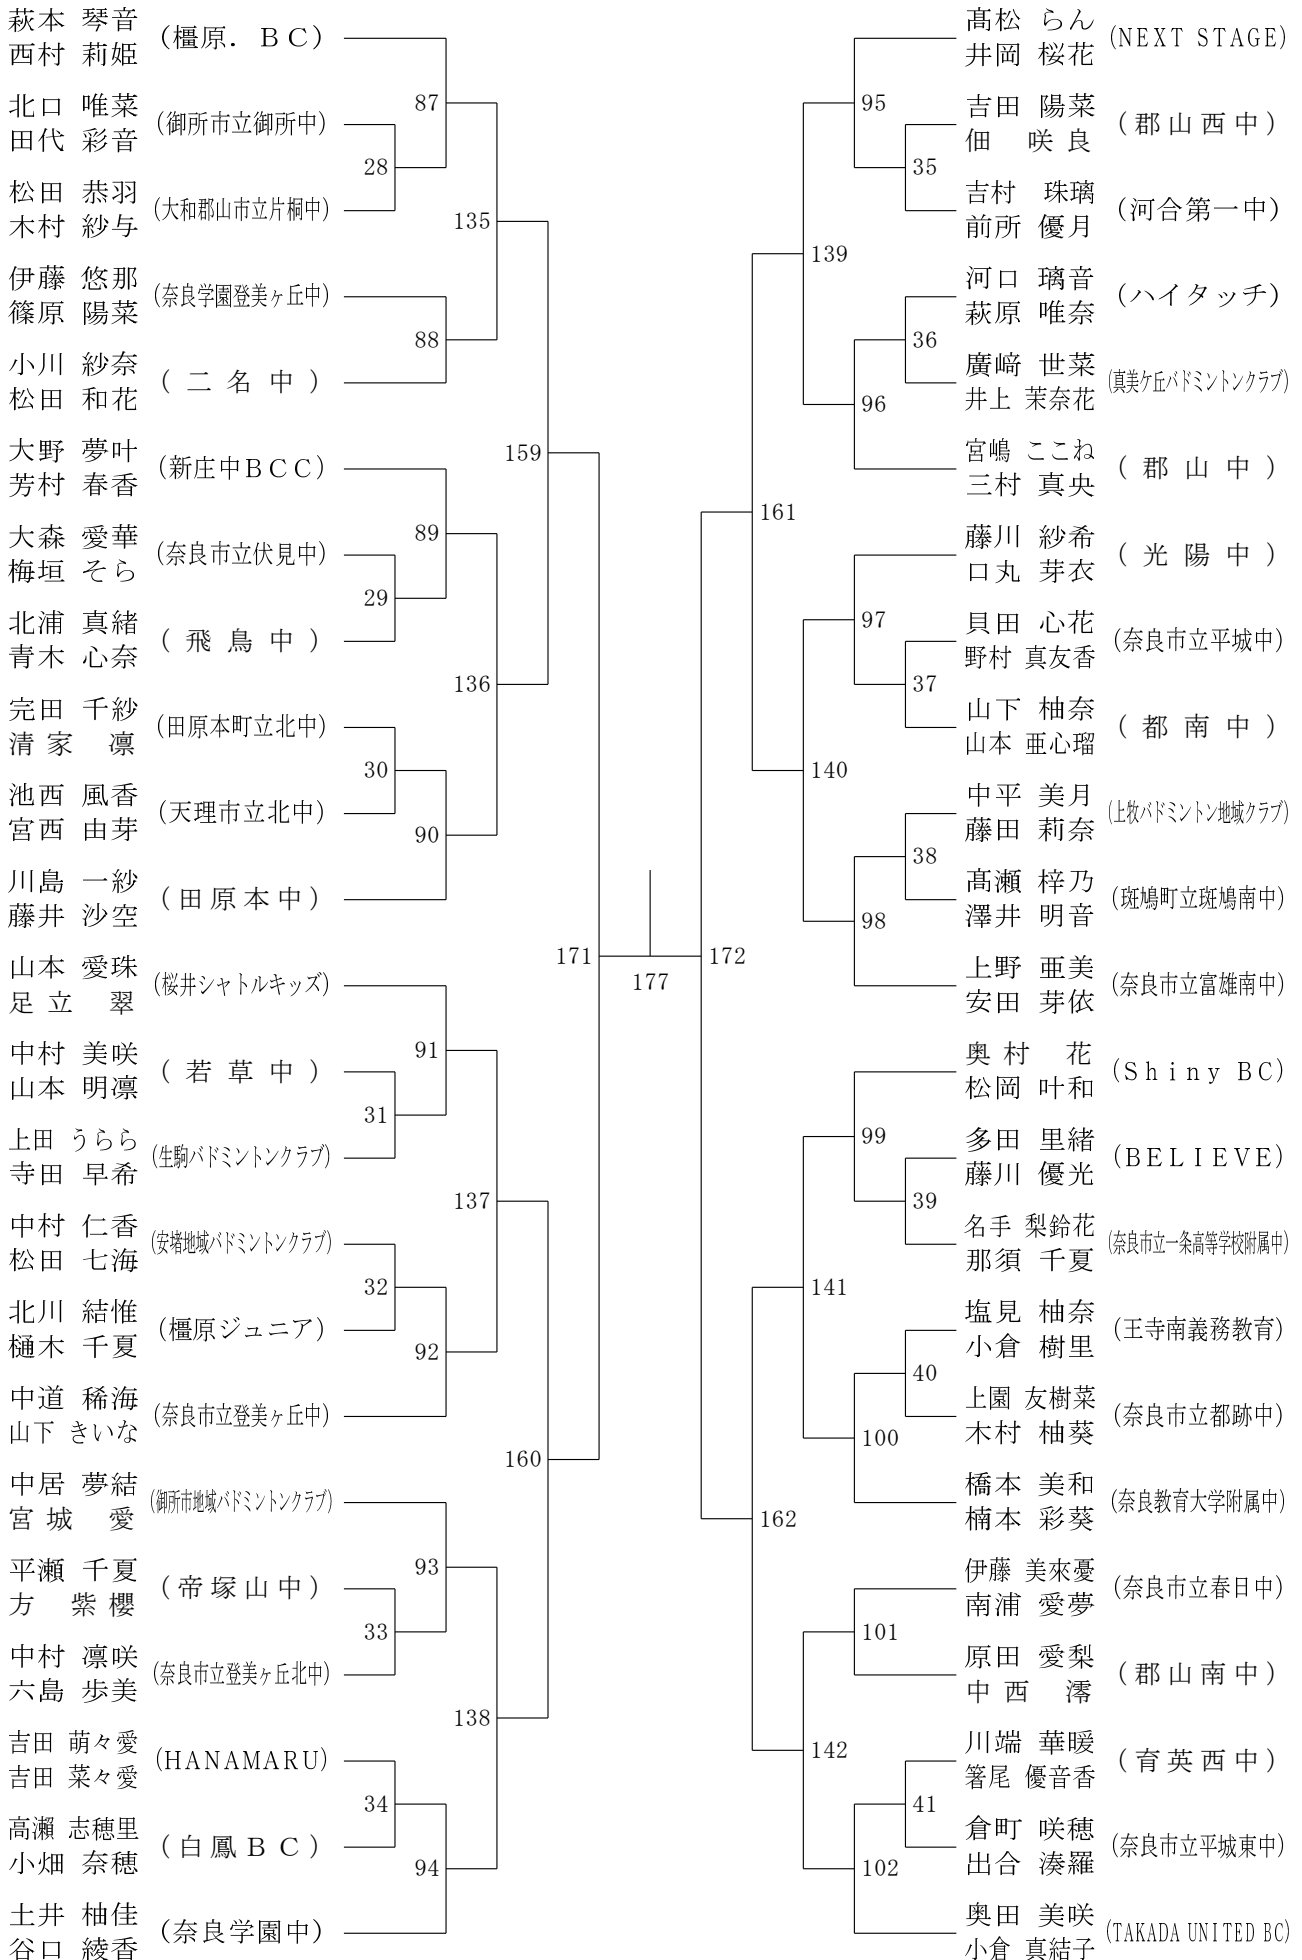 萩本 琴音
西村 莉姫
(橿原．ＢＣ)
北口 唯菜
田代 彩音
(御所市立御所中)
松田 恭羽
木村 紗与
(大和郡山市立片桐中)
伊藤 悠那
篠原 陽菜
(奈良学園登美ヶ丘中)
小川 紗奈
松田 和花
(二名中)
大野 夢叶
芳村 春香
(新庄中ＢＣＣ)
大森 愛華
梅垣 そら
(奈良市立伏見中)
北浦 真緒
青木 心奈
(飛鳥中)
完田 千紗
清家 凛
(田原本町立北中)
池西 風香
宮西 由芽
(天理市立北中)
川島 一紗
藤井 沙空
(田原本中)
山本 愛珠
足立 翠
(桜井シャトルキッズ)
中村 美咲
山本 明凛
(若草中)
上田 うらら
寺田 早希
(生駒バドミントンクラブ)
中村 仁香
松田 七海
(安堵地域バドミントンクラブ)
北川 結惟
樋木 千夏
(橿原ジュニア)
中道 稀海
山下 きいな
(奈良市立登美ヶ丘中)
中居 夢結
宮城 愛
(御所市地域バドミントンクラブ)
平瀬 千夏
方 紫櫻
(帝塚山中)
中村 凛咲
六島 歩美
(奈良市立登美ヶ丘北中)
吉田 萌々愛
吉田 菜々愛
(HANAMARU)
高瀬 志穂里
小畑 奈穂
(白鳳ＢＣ)
土井 柚佳
谷口 綾香
(奈良学園中)
87
28
135
88
159
89
29
136
30
90
171
91
31
137
32
92
160
93
33
138
34
94
177
172
髙松 らん
井岡 桜花
(NEXT STAGE)
吉田 陽菜
佃 咲良
(郡山西中)
吉村 珠璃
前所 優月
(河合第一中)
河口 璃音
萩原 唯奈
(ハイタッチ)
廣﨑 世菜
井上 茉奈花
(真美ケ丘バドミントンクラブ)
宮嶋 ここね
三村 真央
(郡山中)
藤川 紗希
口丸 芽衣
(光陽中)
貝田 心花
野村 真友香
(奈良市立平城中)
山下 柚奈
山本 亜心瑠
(都南中)
中平 美月
藤田 莉奈
(上牧バドミントン地域クラブ)
髙瀬 梓乃
澤井 明音
(斑鳩町立斑鳩南中)
上野 亜美
安田 芽依
(奈良市立富雄南中)
奥村 花
松岡 叶和
(Shiny BC)
多田 里緒
藤川 優光
(BELIEVE)
名手 梨鈴花
那須 千夏
(奈良市立一条高等学校附属中)
塩見 柚奈
小倉 樹里
(王寺南義務教育)
上園 友樹菜
木村 柚葵
(奈良市立都跡中)
橋本 美和
楠本 彩葵
(奈良教育大学附属中)
伊藤 美來憂
南浦 愛夢
(奈良市立春日中)
原田 愛梨
中西 澪
(郡山南中)
川端 華暖
箸尾 優音香
(育英西中)
倉町 咲穂
出合 湊羅
(奈良市立平城東中)
奥田 美咲
小倉 真結子
(TAKADA UNITED BC)
95
35
139
36
96
161
97
37
140
38
98
99
39
141
40
100
162
101
142
41
102